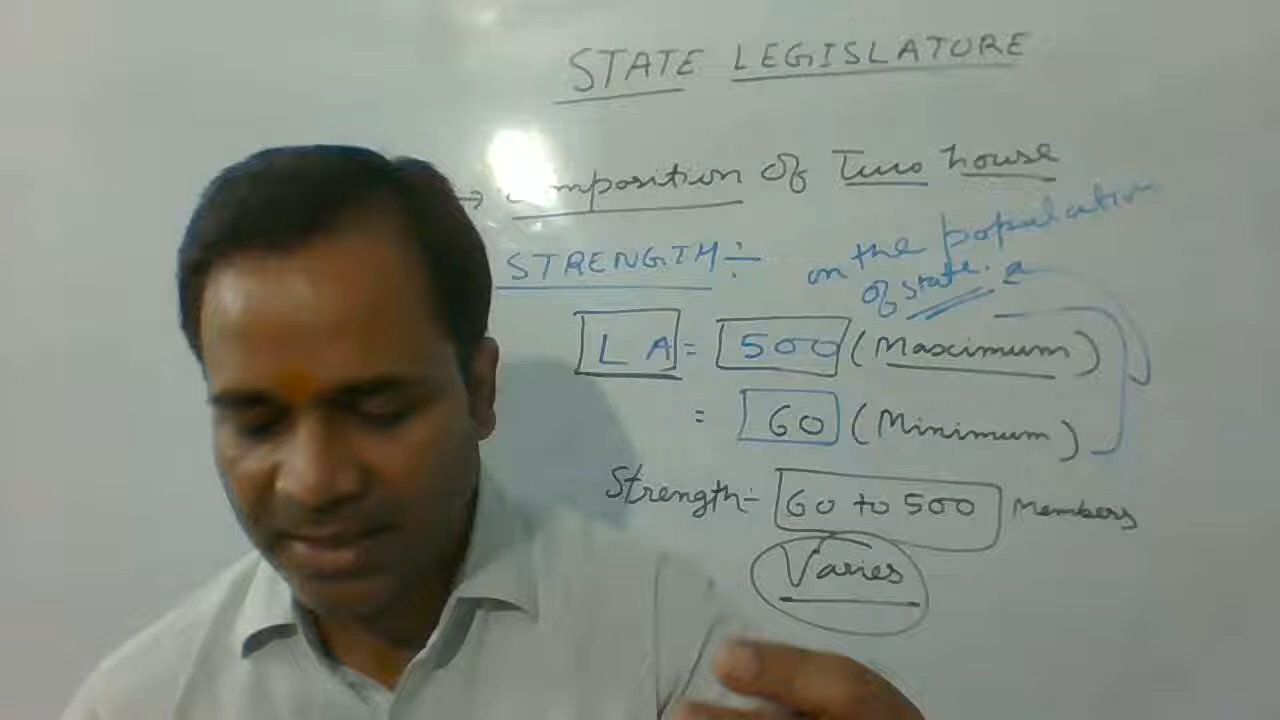 STATE LEGISLATURE
→ composition of Two house
STRENGTH÷
on the population
of state.
LA = 500 (Maximum)
= 60 (Minimum)
Strength÷ 60 to 500 Members
Varies